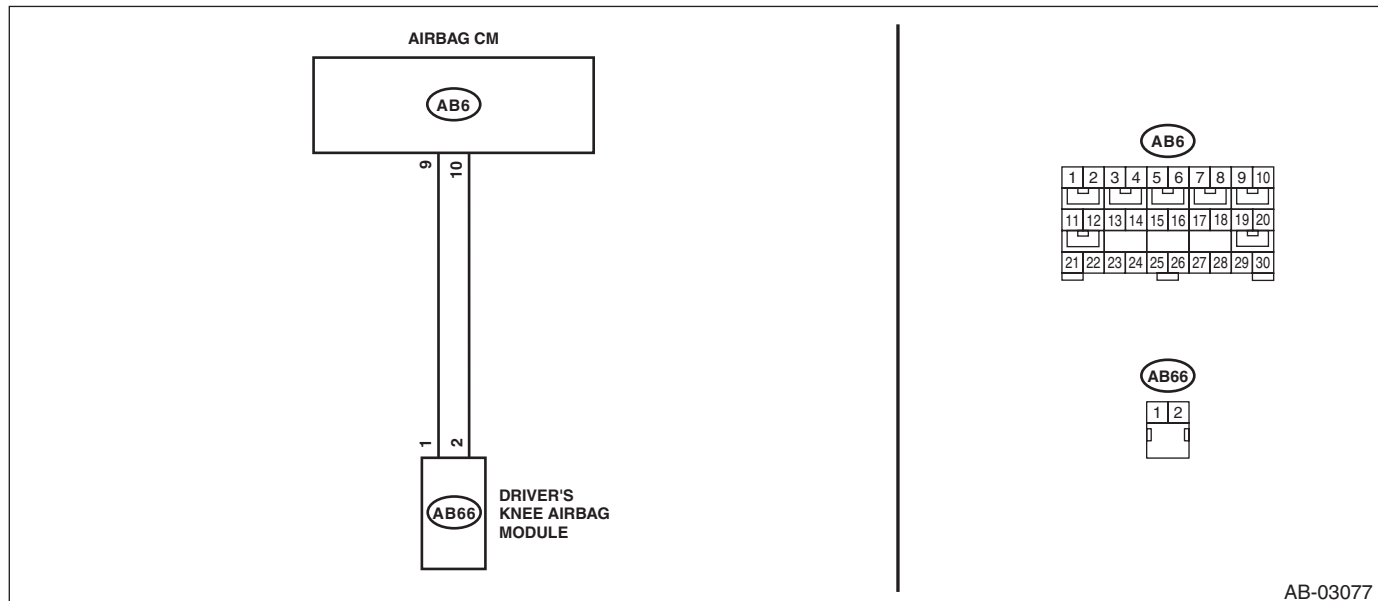 AIRBAG CM
AB6
9
10
1
2
AB66
DRIVER'S
KNEE AIRBAG
MODULE
AB6
1 2 3 4 5 6 7 8 9 10
11 12 13 14 15 16 17 18 19 20
21 22 23 24 25 26 27 28 29 30
AB66
1 2
AB-03077